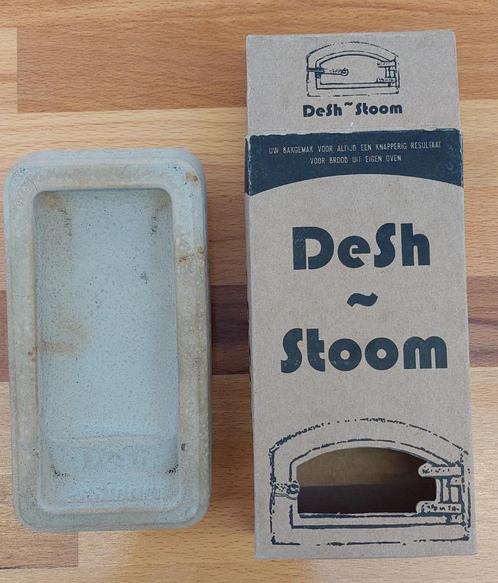 DeSh ~ Stoom
UW BAKGEMAK VOOR ALTIJD EEN KNAPPERIG RESULTAAT
VOOR BROOD UIT EIGEN OVEN
DeSh
~
Stoom